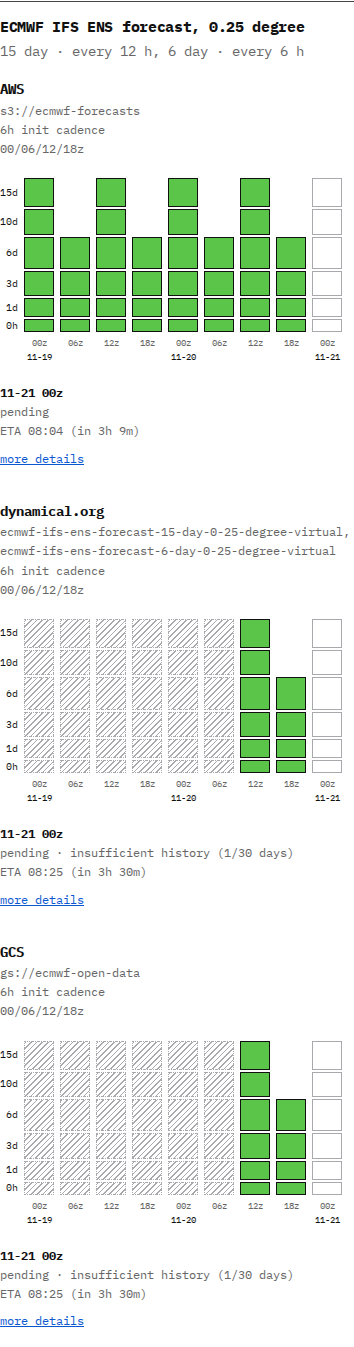 ECMWF IFS ENS forecast, 0.25 degree
15 day · every 12 h, 6 day · every 6 h
AWS
s3://ecmwf-forecasts
6h init cadence
00/06/12/18z
15d
10d
6d
3d
1d
0h
00z 06z 12z 18z 00z 06z 12z 18z 00z
11-19 11-20 11-21
11-21 00z
pending
ETA 08:04 (in 3h 9m)
more details
dynamical.org
ecmwf-ifs-ens-forecast-15-day-0-25-degree-virtual,
ecmwf-ifs-ens-forecast-6-day-0-25-degree-virtual
6h init cadence
00/06/12/18z
15d
10d
6d
3d
1d
0h
00z 06z 12z 18z 00z 06z 12z 18z 00z
11-19 11-20 11-21
11-21 00z
pending · insufficient history (1/30 days)
ETA 08:25 (in 3h 30m)
more details
GCS
gs://ecmwf-open-data
6h init cadence
00/06/12/18z
15d
10d
6d
3d
1d
0h
00z 06z 12z 18z 00z 06z 12z 18z 00z
11-19 11-20 11-21
11-21 00z
pending · insufficient history (1/30 days)
ETA 08:25 (in 3h 30m)
more details